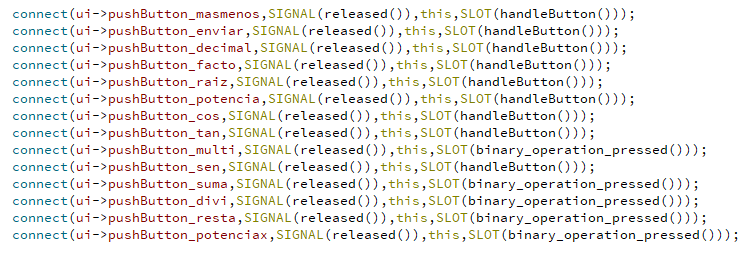 connect(ui->pushButton_masmenos,SIGNAL(released()),this,SLOT(handleButton()));
connect(ui->pushButton_enviar,SIGNAL(released()),this,SLOT(handleButton()));
connect(ui->pushButton_decimal,SIGNAL(released()),this,SLOT(handleButton()));
connect(ui->pushButton_facto,SIGNAL(released()),this,SLOT(handleButton()));
connect(ui->pushButton_raiz,SIGNAL(released()),this,SLOT(handleButton()));
connect(ui->pushButton_potencia,SIGNAL(released()),this,SLOT(handleButton()));
connect(ui->pushButton_cos,SIGNAL(released()),this,SLOT(handleButton()));
connect(ui->pushButton_tan,SIGNAL(released()),this,SLOT(handleButton()));
connect(ui->pushButton_multi,SIGNAL(released()),this,SLOT(binary_operation_pressed()));
connect(ui->pushButton_sen,SIGNAL(released()),this,SLOT(handleButton()));
connect(ui->pushButton_suma,SIGNAL(released()),this,SLOT(binary_operation_pressed()));
connect(ui->pushButton_divi,SIGNAL(released()),this,SLOT(binary_operation_pressed()));
connect(ui->pushButton_resta,SIGNAL(released()),this,SLOT(binary_operation_pressed()));
connect(ui->pushButton_potenciax,SIGNAL(released()),this,SLOT(binary_operation_pressed()));